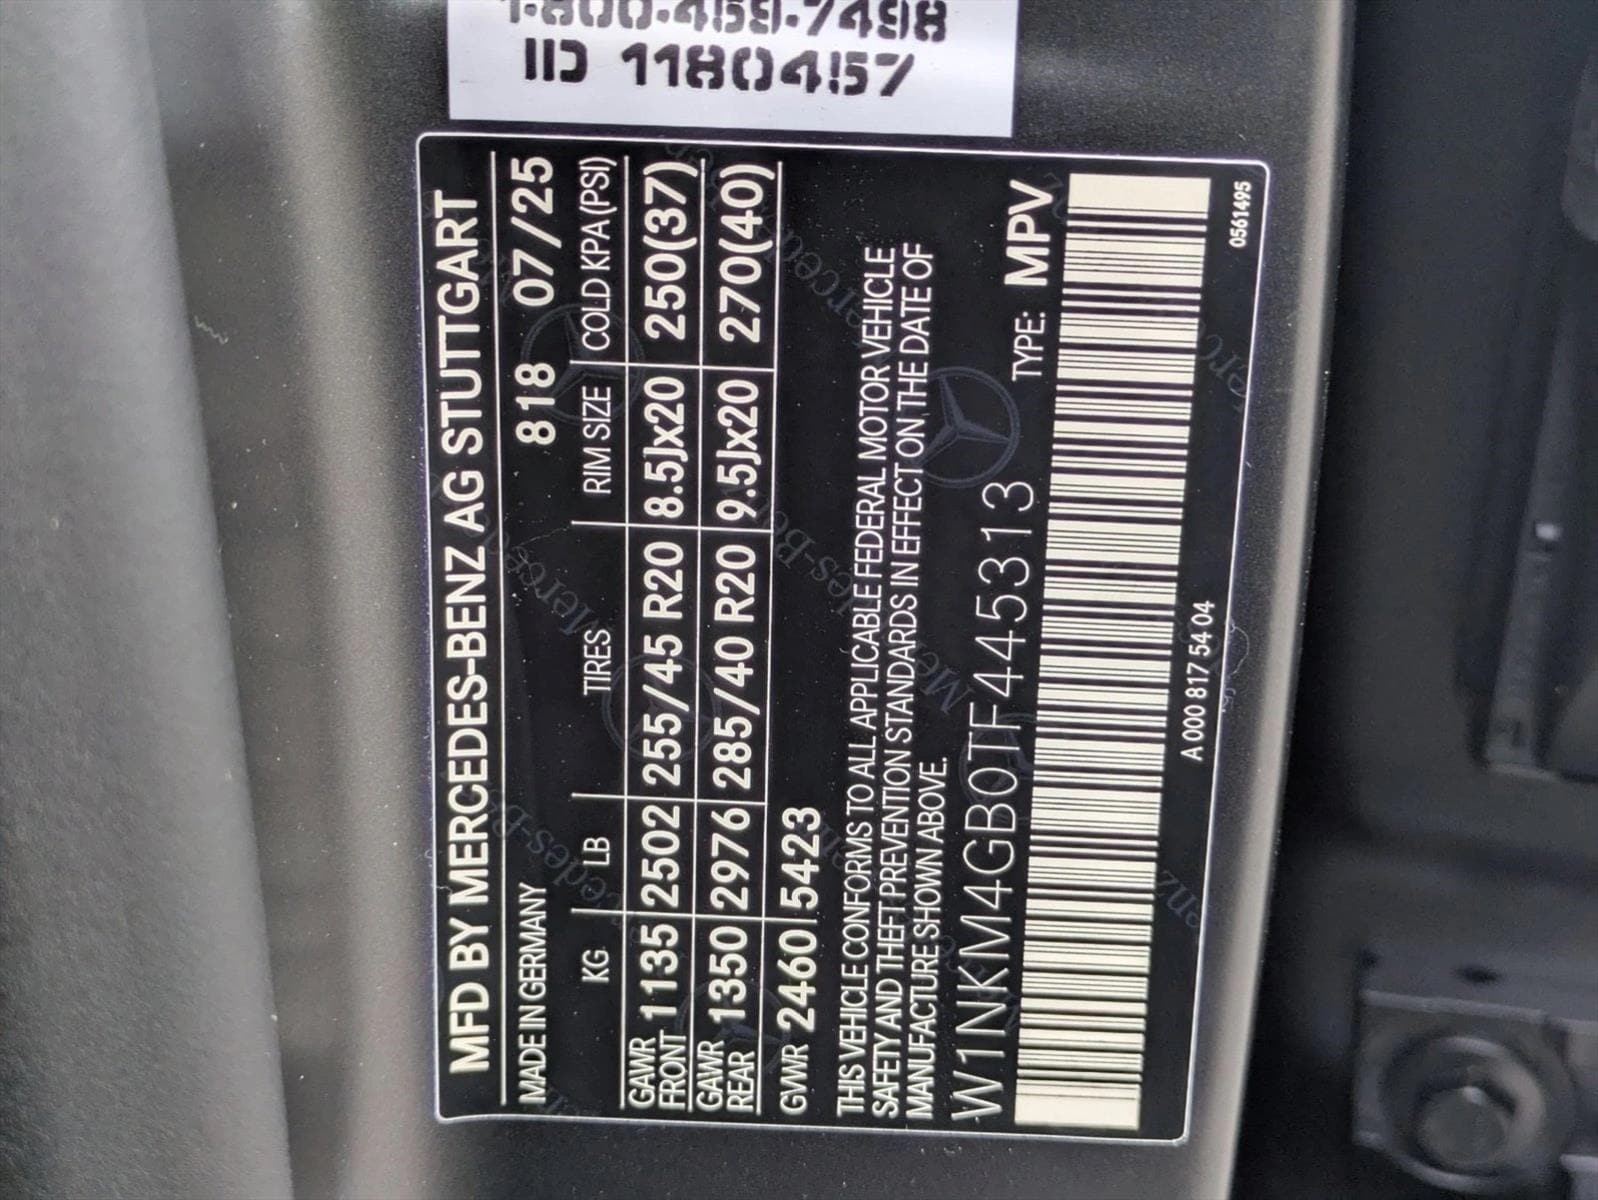 1-800-459-7498
ID 1180457
MFD BY MERCEDES-BENZ AG STUTTGART
MADE IN GERMANY 818 07/25
KG LB TIRES RIM SIZE COLD KPA(PSI)
GAWR FRONT 1135 2502 255/45 R20 8.5Jx20 250(37)
GAWR REAR 1350 2976 285/40 R20 9.5Jx20 270(40)
GVWR 2460 5423
THIS VEHICLE CONFORMS TO ALL APPLICABLE FEDERAL MOTOR VEHICLE
SAFETY AND THEFT PREVENTION STANDARDS IN EFFECT ON THE DATE OF
MANUFACTURE SHOWN ABOVE.
W1NKM4GB0TF445313 TYPE: MPV
A 000 817 54 04 0561495